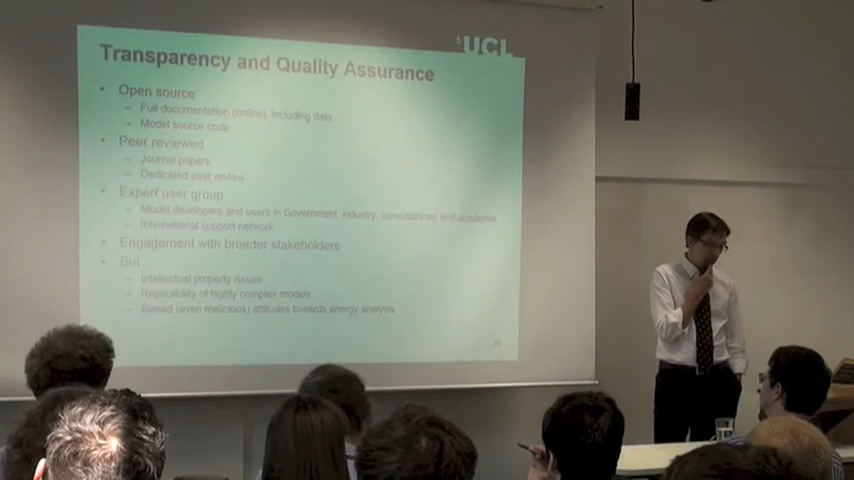 UCL
Transparency and Quality Assurance
• Open source
– Full documentation (online), including data
– Model source code
• Peer reviewed
– Journal papers
– Dedicated peer review
• Expert user group
– Model developers and users in Government, industry, consultancies and academia
– International support network
• Engagement with broader stakeholders
• But…
– Intellectual property issues
– Replicability of highly complex models
– Biased (even malicious) attitudes towards energy analysis